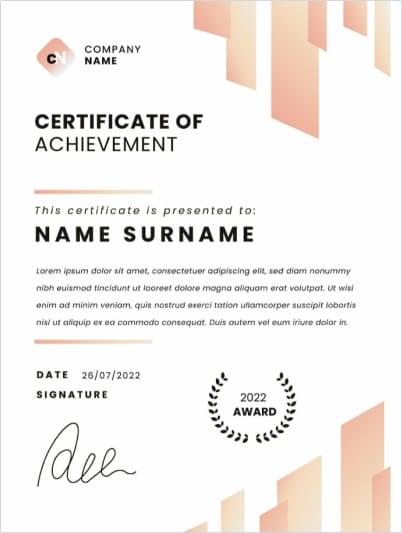 CN
COMPANY
NAME
CERTIFICATE OF
ACHIEVEMENT
This certificate is presented to:
NAME SURNAME
Lorem ipsum dolor sit amet, consectetuer adipiscing elit, sed diam nonummy
nibh euismod tincidunt ut laoreet dolore magna aliquam erat volutpat. Ut wisi
enim ad minim veniam, quis nostrud exerci tation ullamcorper suscipit lobortis
nisl ut aliquip ex ea commodo consequat. Duis autem vel eum iriure dolor in.
DATE 26/07/2022
SIGNATURE
2022
AWARD